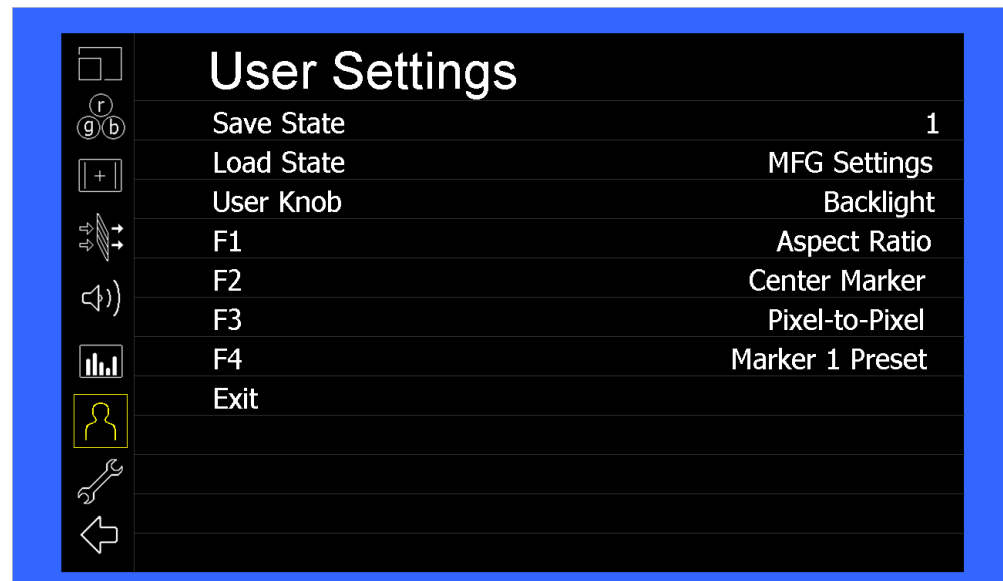 User Settings
Save State 1
Load State MFG Settings
User Knob Backlight
F1 Aspect Ratio
F2 Center Marker
F3 Pixel-to-Pixel
F4 Marker 1 Preset
Exit
r
g b